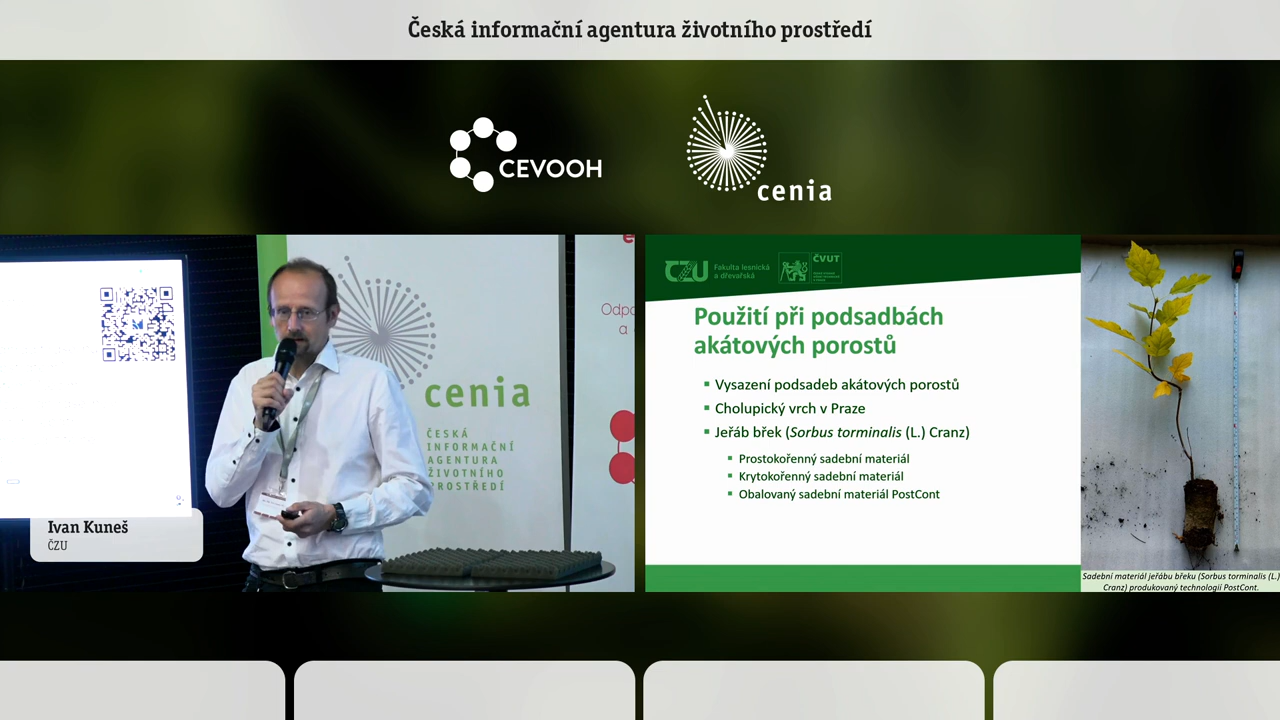 Česká informační agentura životního prostředí
CEVOOH
cenia
Odpo
a
cenia
ČESKÁ
INFORMAČNÍ
AGENTURA
ŽIVOTNÍHO
PROSTŘEDÍ
Ivan Kuneš
ČZU
ČZU
Fakulta lesnická
a dřevařská
ČVUT
Použití při podsadbách
akátových porostů
▪ Vysazení podsadeb akátových porostů
▪ Cholupický vrch v Praze
▪ Jeřáb břek (Sorbus torminalis (L.) Cranz)
▪ Prostokořenný sadební materiál
▪ Krytokořenný sadební materiál
▪ Obalovaný sadební materiál PostCont
Sadební materiál jeřábu břeku (Sorbus torminalis (L.)
Cranz) produkovaný technologií PostCont.